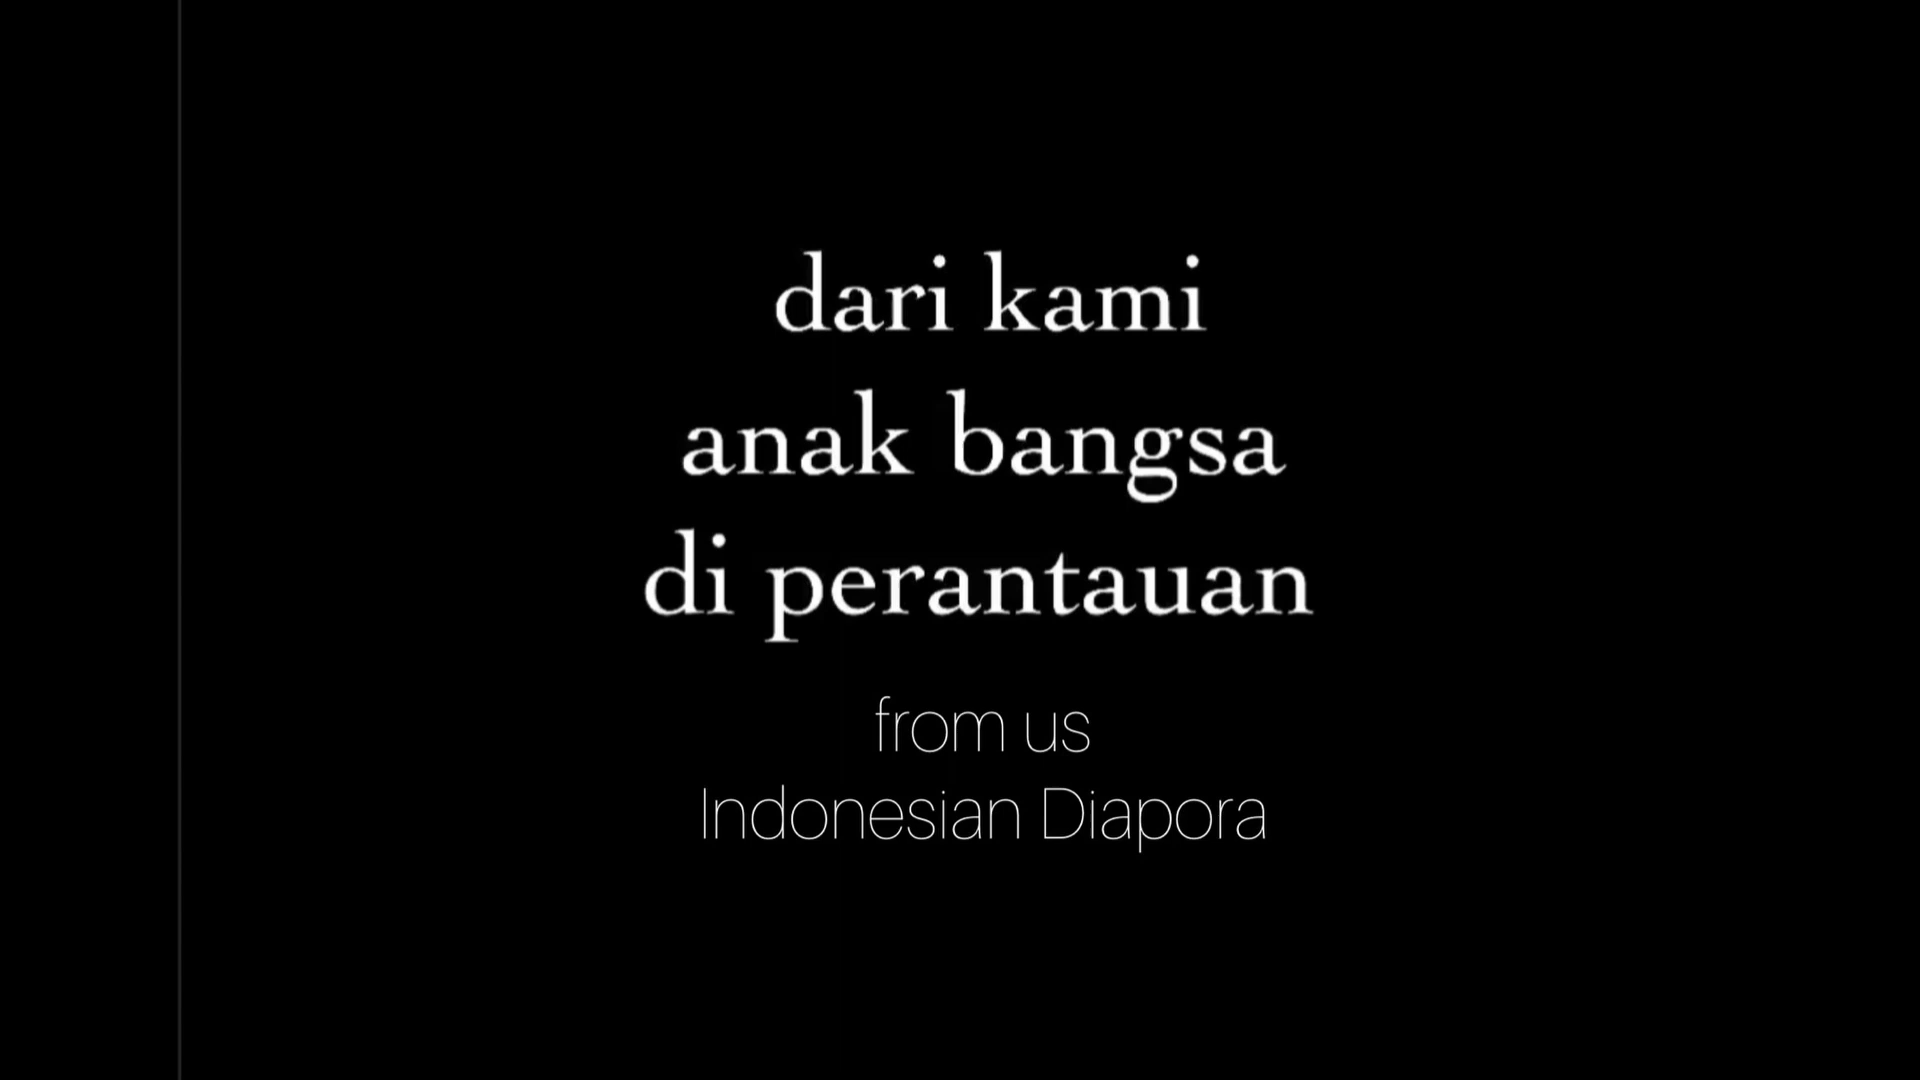 dari kami
anak bangsa
di perantauan
from us
Indonesian Diapora